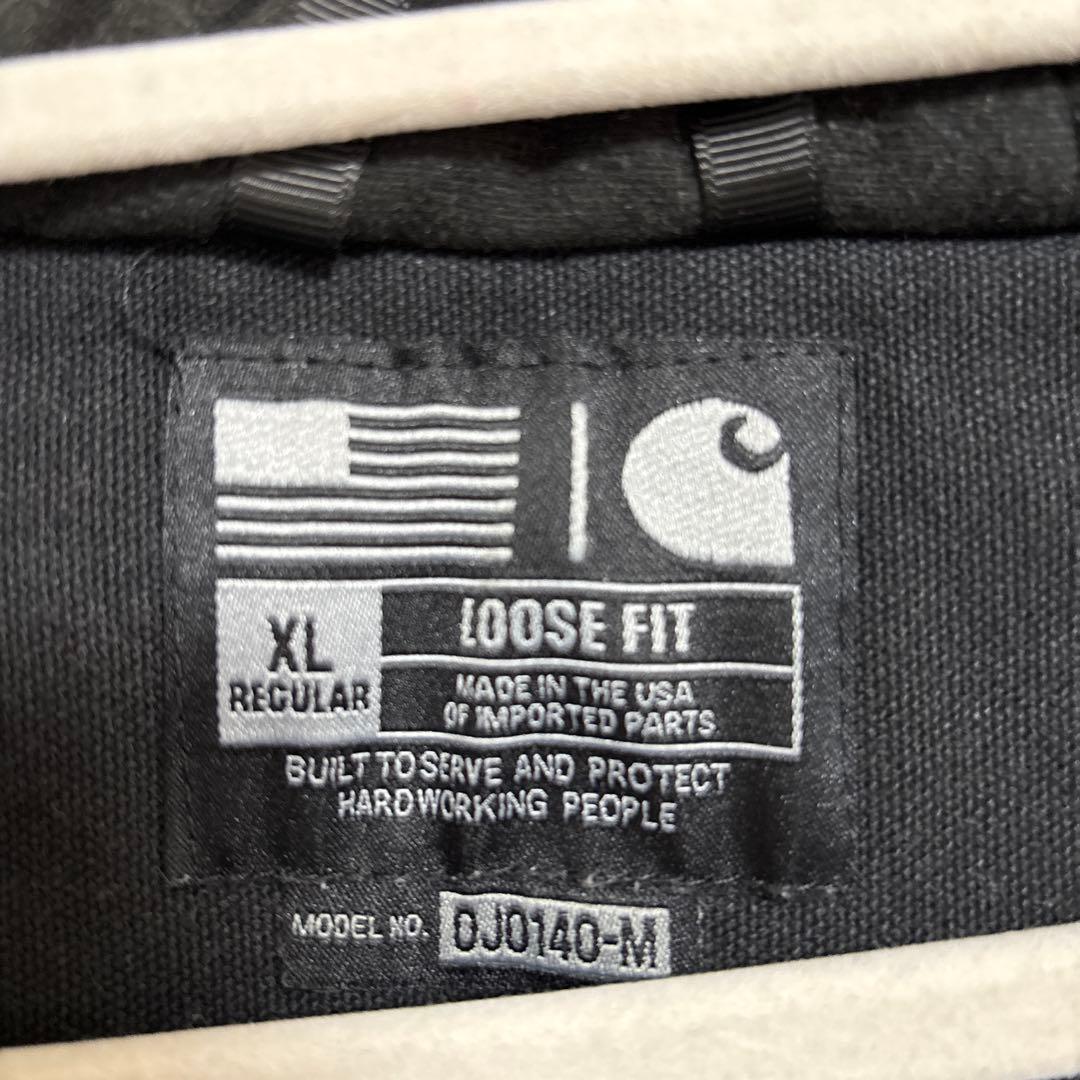 XL
REGULAR
LOOSE FIT
MADE IN THE USA
OF IMPORTED PARTS
BUILT TO SERVE AND PROTECT
HARDWORKING PEOPLE
MODEL NO. OJ0140-M